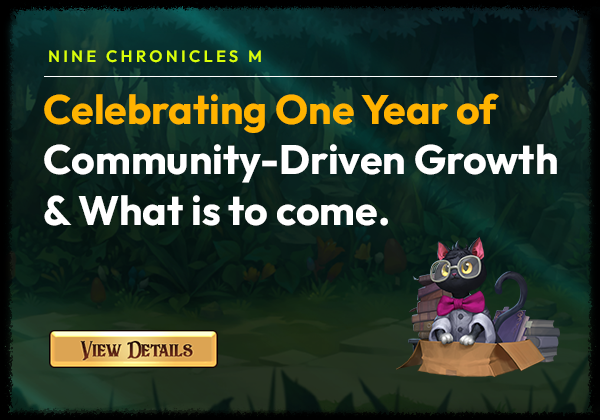 NINE CHRONICLES M
Celebrating One Year of
Community-Driven Growth
& What is to come.
VIEW DETAILS